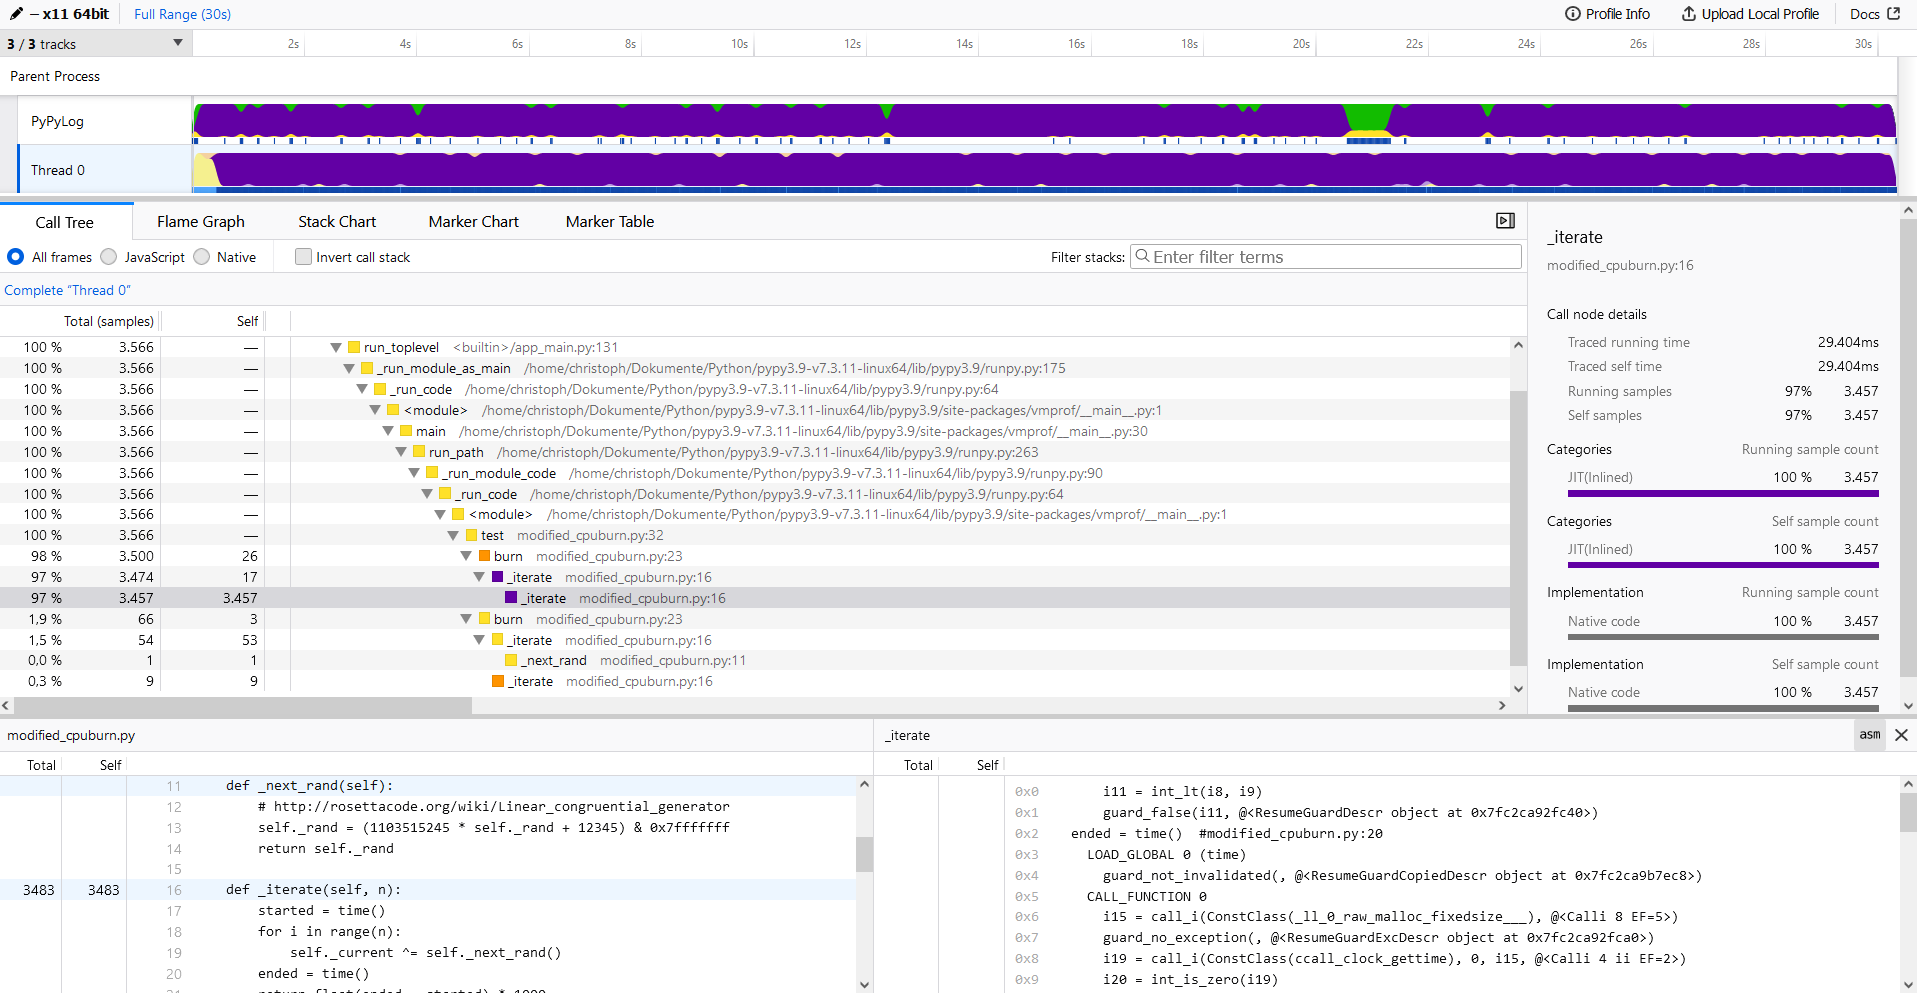 – x11 64bit Full Range (30s) Profile Info Upload Local Profile Docs
3 / 3 tracks 2s 4s 6s 8s 10s 12s 14s 16s 18s 20s 22s 24s 26s 28s 30s
Parent Process
PyPyLog
Thread 0
Call Tree Flame Graph Stack Chart Marker Chart Marker Table
All frames JavaScript Native Invert call stack Filter stacks: Enter filter terms
Complete “Thread 0”
Total (samples) Self
100 % 3.566 — run_toplevel <builtin>/app_main.py:131
100 % 3.566 — _run_module_as_main /home/christoph/Dokumente/Python/pypy3.9-v7.3.11-linux64/lib/pypy3.9/runpy.py:175
100 % 3.566 — _run_code /home/christoph/Dokumente/Python/pypy3.9-v7.3.11-linux64/lib/pypy3.9/runpy.py:64
100 % 3.566 — <module> /home/christoph/Dokumente/Python/pypy3.9-v7.3.11-linux64/lib/pypy3.9/site-packages/vmprof/__main__.py:1
100 % 3.566 — main /home/christoph/Dokumente/Python/pypy3.9-v7.3.11-linux64/lib/pypy3.9/site-packages/vmprof/__main__.py:30
100 % 3.566 — run_path /home/christoph/Dokumente/Python/pypy3.9-v7.3.11-linux64/lib/pypy3.9/runpy.py:263
100 % 3.566 — _run_module_code /home/christoph/Dokumente/Python/pypy3.9-v7.3.11-linux64/lib/pypy3.9/runpy.py:90
100 % 3.566 — _run_code /home/christoph/Dokumente/Python/pypy3.9-v7.3.11-linux64/lib/pypy3.9/runpy.py:64
100 % 3.566 — <module> /home/christoph/Dokumente/Python/pypy3.9-v7.3.11-linux64/lib/pypy3.9/site-packages/vmprof/__main__.py:1
100 % 3.566 — test modified_cpuburn.py:32
98 % 3.500 26 burn modified_cpuburn.py:23
97 % 3.474 17 _iterate modified_cpuburn.py:16
97 % 3.457 3.457 _iterate modified_cpuburn.py:16
1,9 % 66 3 burn modified_cpuburn.py:23
1,5 % 54 53 _iterate modified_cpuburn.py:16
0,0 % 1 1 _next_rand modified_cpuburn.py:11
0,3 % 9 9 _iterate modified_cpuburn.py:16
_iterate
modified_cpuburn.py:16
Call node details
Traced running time 29.404ms
Traced self time 29.404ms
Running samples 97% 3.457
Self samples 97% 3.457
Categories Running sample count
JIT(Inlined) 100 % 3.457
Categories Self sample count
JIT(Inlined) 100 % 3.457
Implementation Running sample count
Native code 100 % 3.457
Implementation Self sample count
Native code 100 % 3.457
modified_cpuburn.py
Total Self
11 def _next_rand(self):
12 # http://rosettacode.org/wiki/Linear_congruential_generator
13 self._rand = (1103515245 * self._rand + 12345) & 0x7fffffff
14 return self._rand
15
3483 3483 16 def _iterate(self, n):
17 started = time()
18 for i in range(n):
19 self._current ^= self._next_rand()
20 ended = time()
21 return float(ended - started) * 1000
_iterate asm
Total Self
0x0 i11 = int_lt(i8, i9)
0x1 guard_false(i11, @<ResumeGuardDescr object at 0x7fc2ca92fc40>)
0x2 ended = time() #modified_cpuburn.py:20
0x3 LOAD_GLOBAL 0 (time)
0x4 guard_not_invalidated(, @<ResumeGuardCopiedDescr object at 0x7fc2ca9b7ec8>)
0x5 CALL_FUNCTION 0
0x6 i15 = call_i(ConstClass(_ll_0_raw_malloc_fixedsize___), @<Calli 8 EF=5>)
0x7 guard_no_exception(, @<ResumeGuardExcDescr object at 0x7fc2ca92fca0>)
0x8 i19 = call_i(ConstClass(ccall_clock_gettime), 0, i15, @<Calli 4 ii EF=2>)
0x9 i20 = int_is_zero(i19)